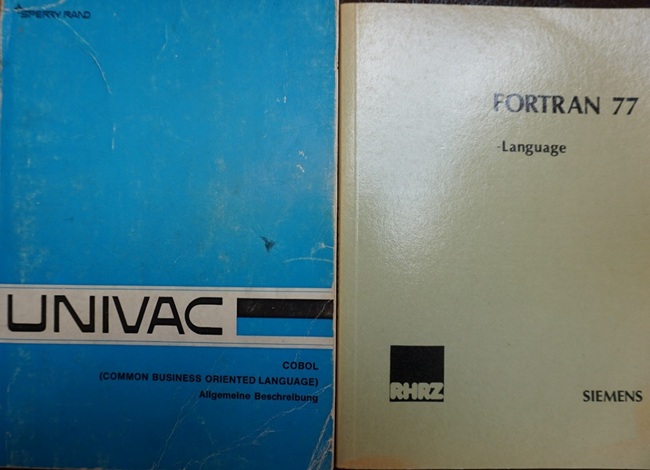 SPERRY RAND
UNIVAC
COBOL
(COMMON BUSINESS ORIENTED LANGUAGE)
Allgemeine Beschreibung
FORTRAN 77
-Language
RHRZ
SIEMENS